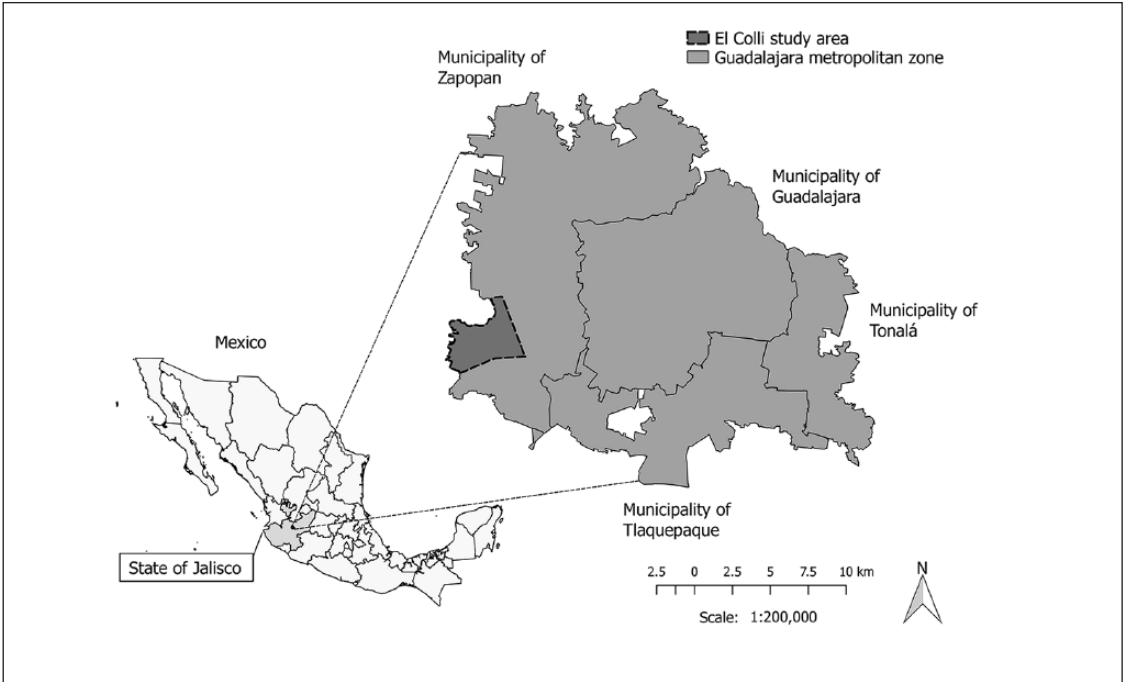 El Colli study area
Guadalajara metropolitan zone
Municipality of
Zapopan
Municipality of
Guadalajara
Municipality of
Tonalá
Mexico
Municipality of
Tlaquepaque
State of Jalisco
2.5 0 2.5 5 7.5 10 km
Scale: 1:200,000
N